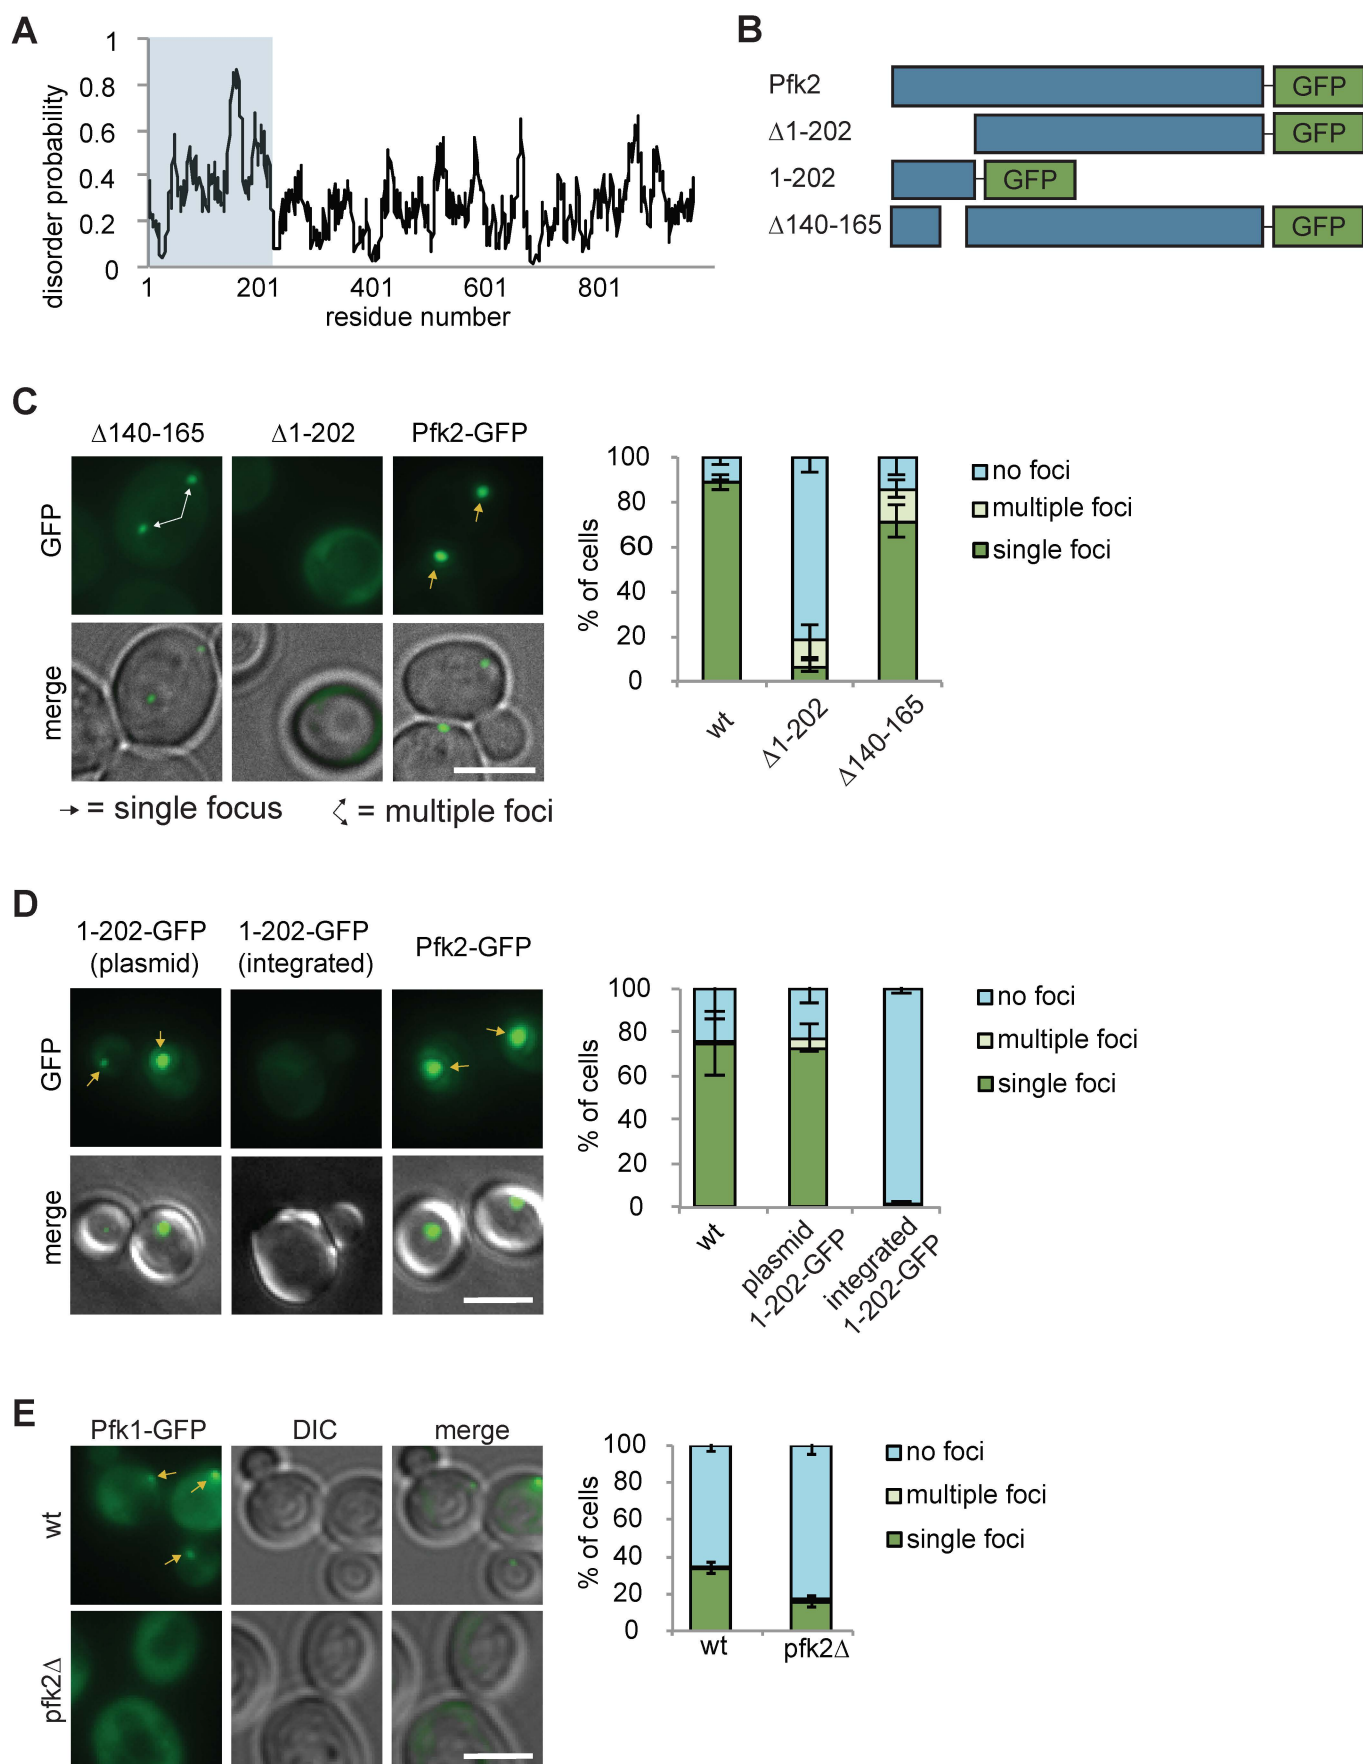 A
disorder probability
1
0.8
0.6
0.4
0.2
0
1 201 401 601 801
residue number
B
Pfk2 GFP
Δ1-202 GFP
1-202 GFP
Δ140-165 GFP
C
Δ140-165 Δ1-202 Pfk2-GFP
GFP
merge
= single focus = multiple foci
% of cells
100
80
60
40
20
0
wt Δ1-202 Δ140-165
no foci
multiple foci
single foci
D
1-202-GFP (plasmid)
1-202-GFP (integrated)
Pfk2-GFP
GFP
merge
% of cells
100
80
60
40
20
0
wt
plasmid
1-202-GFP
integrated
1-202-GFP
no foci
multiple foci
single foci
E
Pfk1-GFP DIC merge
wt
pfk2Δ
% of cells
100
80
60
40
20
0
wt pfk2Δ
no foci
multiple foci
single foci